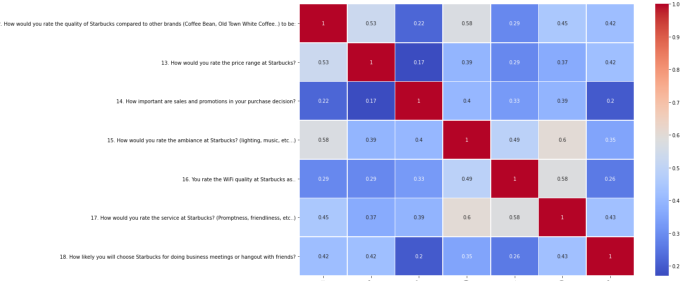 . How would you rate the quality of Starbucks compared to other brands (Coffee Bean, Old Town White Coffee..) to be:
1 0.53 0.22 0.58 0.29 0.45 0.42
13. How would you rate the price range at Starbucks?
0.53 1 0.17 0.39 0.29 0.37 0.42
14. How important are sales and promotions in your purchase decision?
0.22 0.17 1 0.4 0.33 0.39 0.2
15. How would you rate the ambiance at Starbucks? (lighting, music, etc...)
0.58 0.39 0.4 1 0.49 0.6 0.35
16. You rate the WiFi quality at Starbucks as..
0.29 0.29 0.33 0.49 1 0.58 0.26
17. How would you rate the service at Starbucks? (Promptness, friendliness, etc..)
0.45 0.37 0.39 0.6 0.58 1 0.43
18. How likely you will choose Starbucks for doing business meetings or hangout with friends?
0.42 0.42 0.2 0.35 0.26 0.43 1
1.0
0.9
0.8
0.7
0.6
0.5
0.4
0.3
0.2